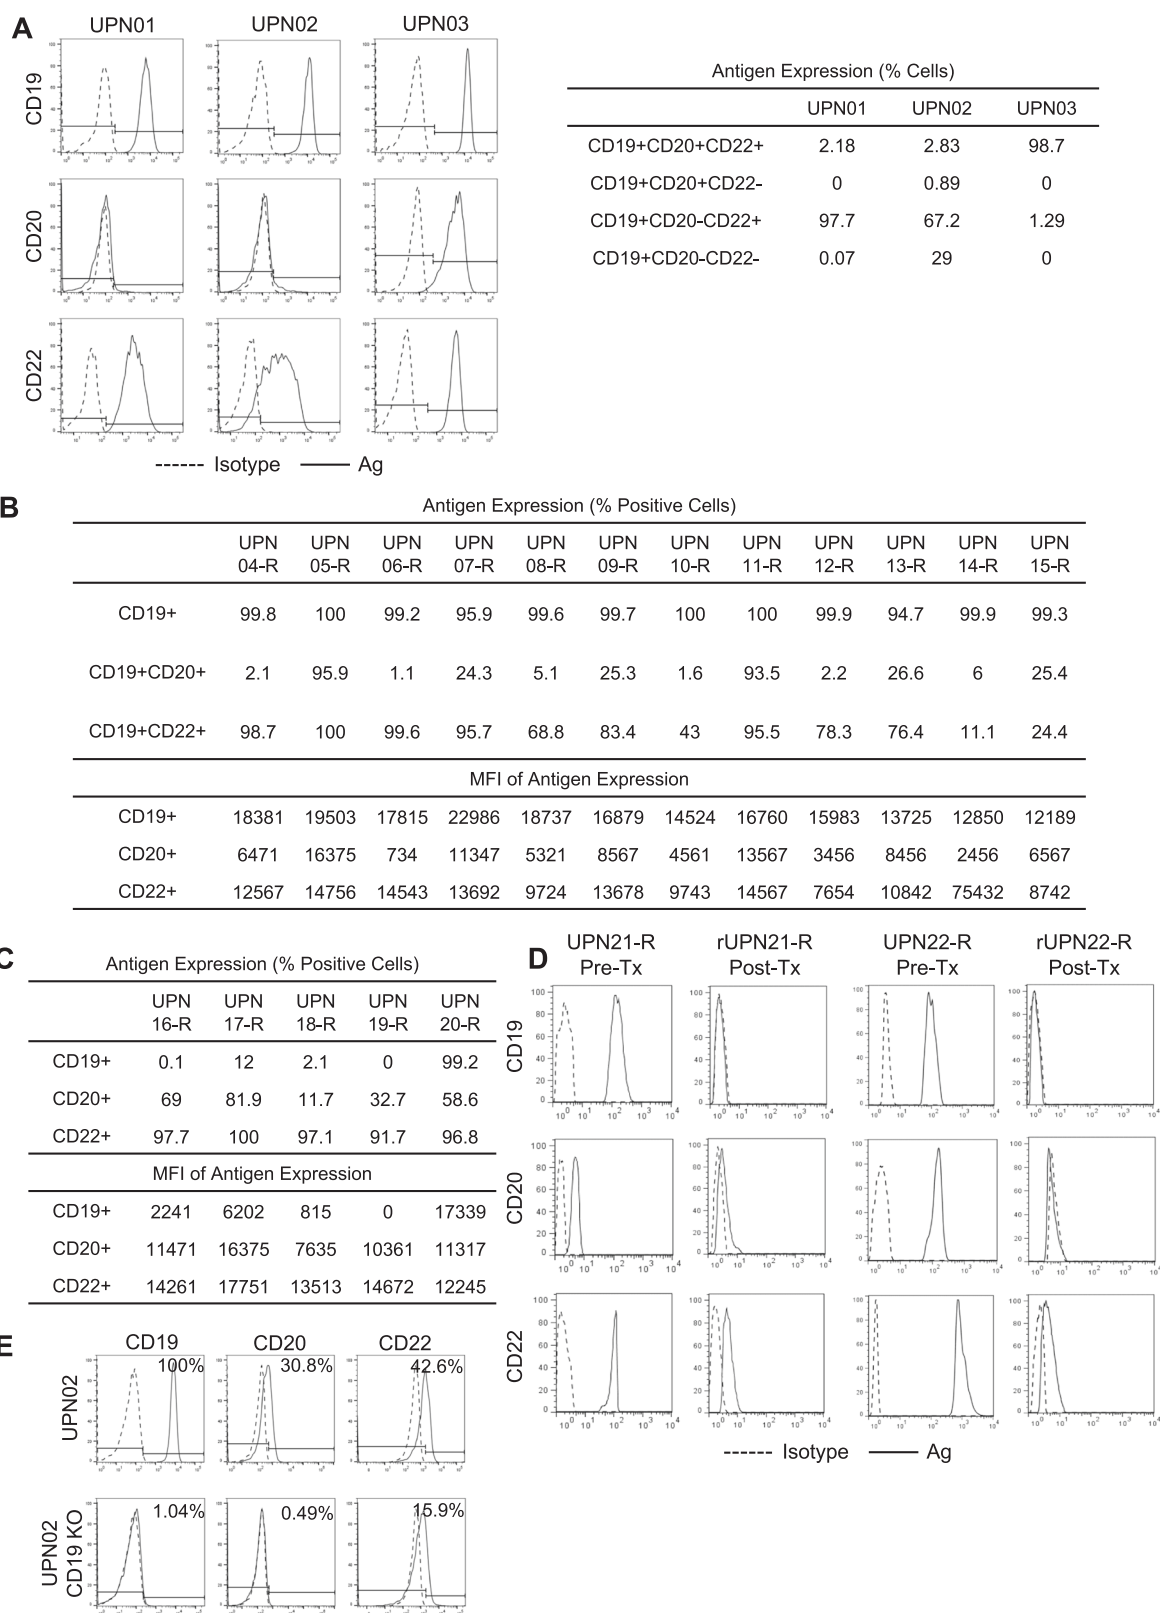 A
UPN01 UPN02 UPN03
CD19
CD20
CD22
Isotype Ag
Antigen Expression (% Cells)
UPN01 UPN02 UPN03
CD19+CD20+CD22+ 2.18 2.83 98.7
CD19+CD20+CD22- 0 0.89 0
CD19+CD20-CD22+ 97.7 67.2 1.29
CD19+CD20-CD22- 0.07 29 0
B
Antigen Expression (% Positive Cells)
UPN UPN UPN UPN UPN UPN UPN UPN UPN UPN UPN UPN
04-R 05-R 06-R 07-R 08-R 09-R 10-R 11-R 12-R 13-R 14-R 15-R
CD19+ 99.8 100 99.2 95.9 99.6 99.7 100 100 99.9 94.7 99.9 99.3
CD19+CD20+ 2.1 95.9 1.1 24.3 5.1 25.3 1.6 93.5 2.2 26.6 6 25.4
CD19+CD22+ 98.7 100 99.6 95.7 68.8 83.4 43 95.5 78.3 76.4 11.1 24.4
MFI of Antigen Expression
CD19+ 18381 19503 17815 22986 18737 16879 14524 16760 15983 13725 12850 12189
CD20+ 6471 16375 734 11347 5321 8567 4561 13567 3456 8456 2456 6567
CD22+ 12567 14756 14543 13692 9724 13678 9743 14567 7654 10842 75432 8742
C
Antigen Expression (% Positive Cells)
UPN UPN UPN UPN UPN
16-R 17-R 18-R 19-R 20-R
CD19+ 0.1 12 2.1 0 99.2
CD20+ 69 81.9 11.7 32.7 58.6
CD22+ 97.7 100 97.1 91.7 96.8
MFI of Antigen Expression
CD19+ 2241 6202 815 0 17339
CD20+ 11471 16375 7635 10361 11317
CD22+ 14261 17751 13513 14672 12245
D
UPN21-R rUPN21-R UPN22-R rUPN22-R
Pre-Tx Post-Tx Pre-Tx Post-Tx
CD19
CD20
CD22
Isotype Ag
E
CD19 CD20 CD22
UPN02
100% 30.8% 42.6%
UPN02
CD19 KO
1.04% 0.49% 15.9%